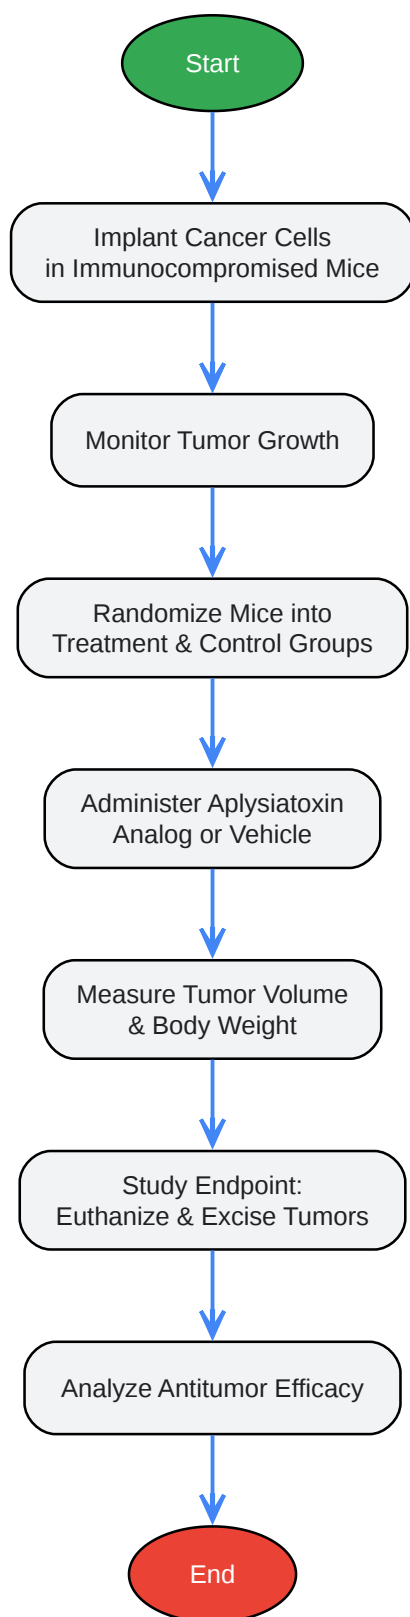 Start
Implant Cancer Cells
in Immunocompromised Mice
Monitor Tumor Growth
Randomize Mice into
Treatment & Control Groups
Administer Aplysiatoxin
Analog or Vehicle
Measure Tumor Volume
& Body Weight
Study Endpoint:
Euthanize & Excise Tumors
Analyze Antitumor Efficacy
End